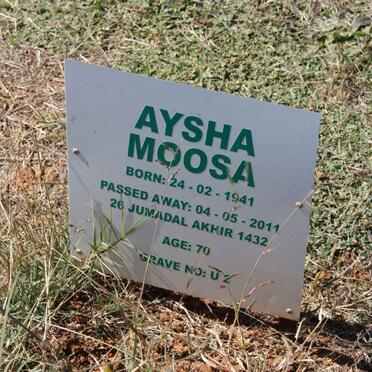 AYSHA
MOOSA
BORN: 24 - 02 - 1941
PASSED AWAY: 04 - 05 - 2011
26 JUMADAL AKHIR 1432
AGE: 70
GRAVE NO: U